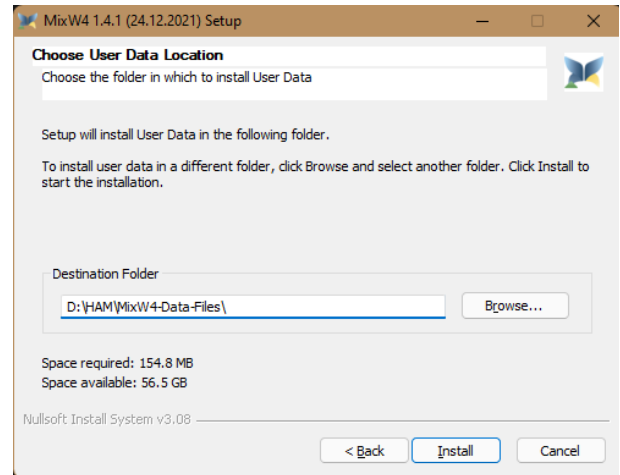 MixW4 1.4.1 (24.12.2021) Setup
Choose User Data Location
Choose the folder in which to install User Data
Setup will install User Data in the following folder.
To install user data in a different folder, click Browse and select another folder. Click Install to
start the installation.
Destination Folder
D:\HAM\MixW4-Data-Files\
Browse...
Space required: 154.8 MB
Space available: 56.5 GB
Nullsoft Install System v3.08
< Back
Install
Cancel